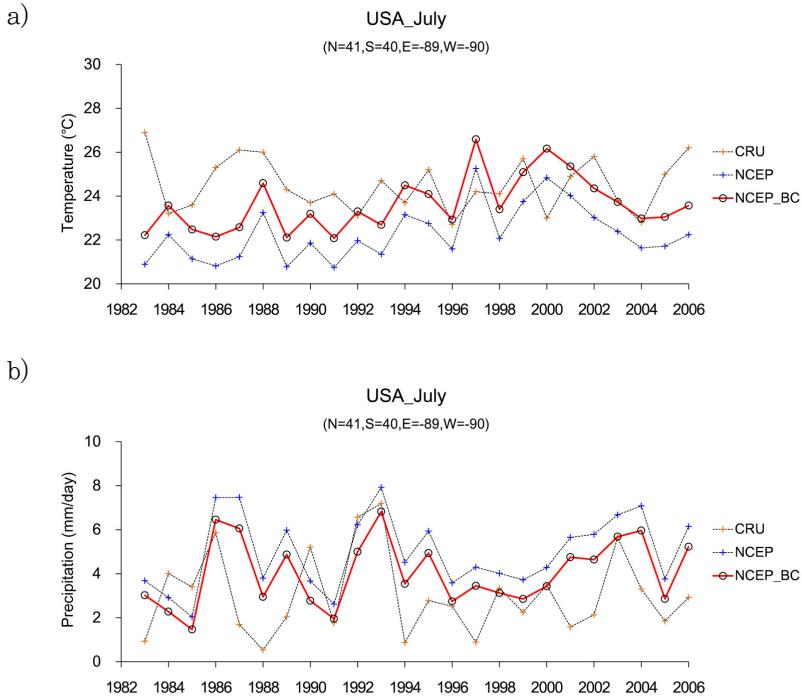 a)
USA_July
(N=41,S=40,E=-89,W=-90)
Temperature (°C)
30
28
26
24
22
20
1982 1984 1986 1988 1990 1992 1994 1996 1998 2000 2002 2004 2006
CRU
NCEP
NCEP_BC
b)
USA_July
(N=41,S=40,E=-89,W=-90)
Precipitation (mm/day)
10
8
6
4
2
0
1982 1984 1986 1988 1990 1992 1994 1996 1998 2000 2002 2004 2006
CRU
NCEP
NCEP_BC